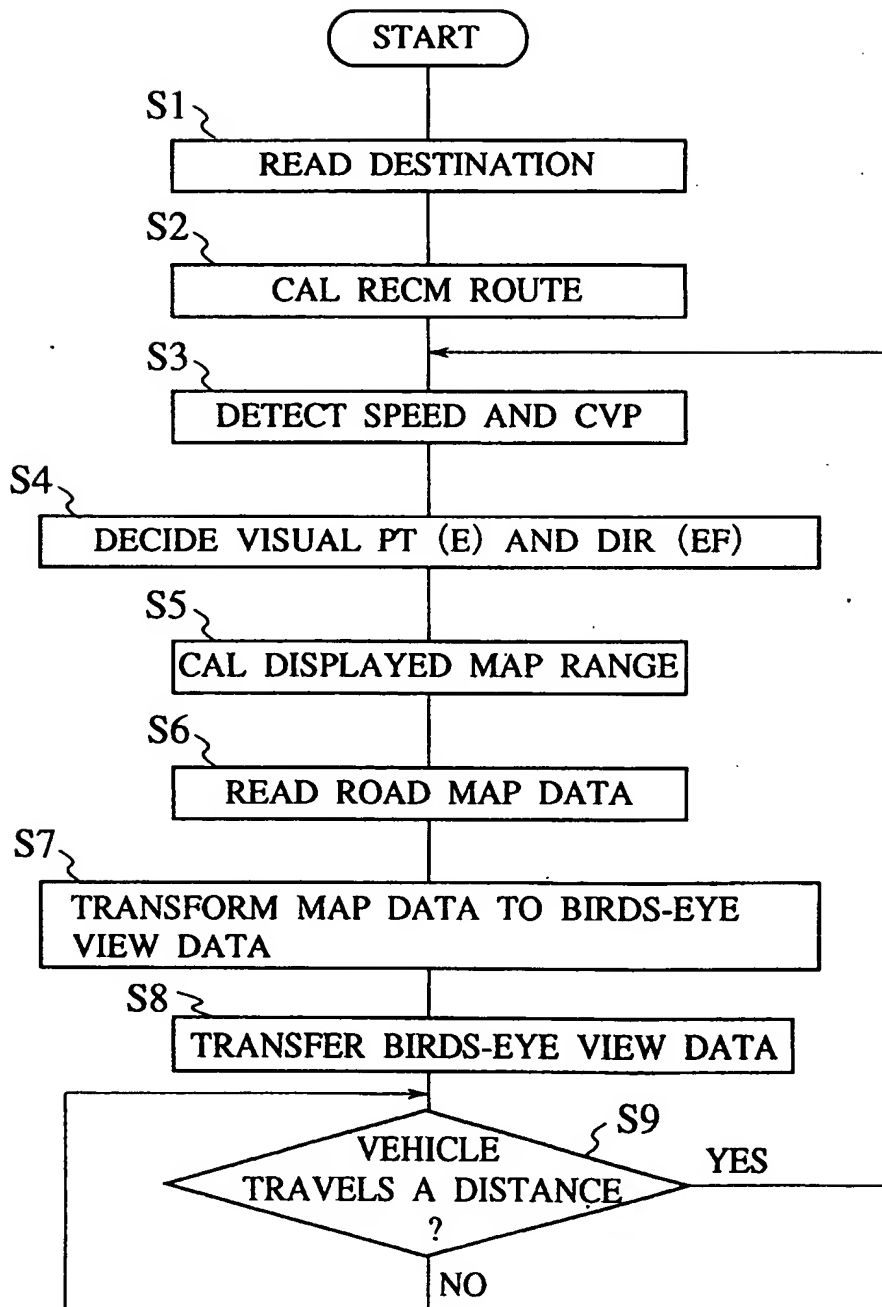 START
S1
READ DESTINATION
S2
CAL RECM ROUTE
S3
DETECT SPEED AND CVP
S4
DECIDE VISUAL PT (E) AND DIR (EF)
S5
CAL DISPLAYED MAP RANGE
S6
READ ROAD MAP DATA
S7
TRANSFORM MAP DATA TO BIRDS-EYE
VIEW DATA
S8
TRANSFER BIRDS-EYE VIEW DATA
S9
VEHICLE
TRAVELS A DISTANCE
?
YES
NO